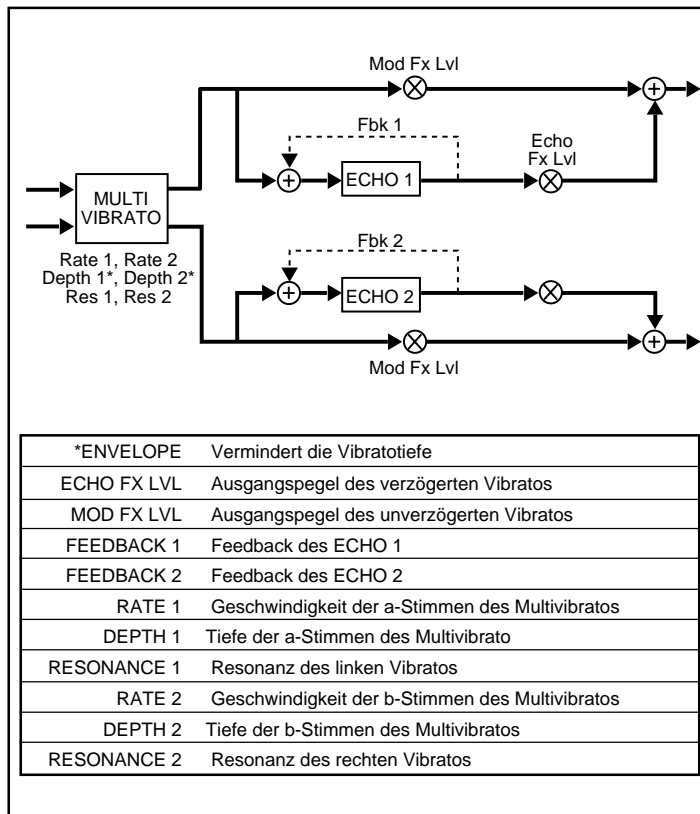 Mod Fx Lvl
Fbk 1
Echo
Fx Lvl
ECHO 1
MULTI
VIBRATO
Rate 1, Rate 2
Depth 1*, Depth 2*
Res 1, Res 2
Fbk 2
ECHO 2
Mod Fx Lvl
*ENVELOPE Vermindert die Vibratotiefe
ECHO FX LVL Ausgangspegel des verzögerten Vibratos
MOD FX LVL Ausgangspegel des unverzögerten Vibratos
FEEDBACK 1 Feedback des ECHO 1
FEEDBACK 2 Feedback des ECHO 2
RATE 1 Geschwindigkeit der a-Stimmen des Multivibratos
DEPTH 1 Tiefe der a-Stimmen des Multivibrato
RESONANCE 1 Resonanz des linken Vibratos
RATE 2 Geschwindigkeit der b-Stimmen des Multivibratos
DEPTH 2 Tiefe der b-Stimmen des Multivibratos
RESONANCE 2 Resonanz des rechten Vibratos